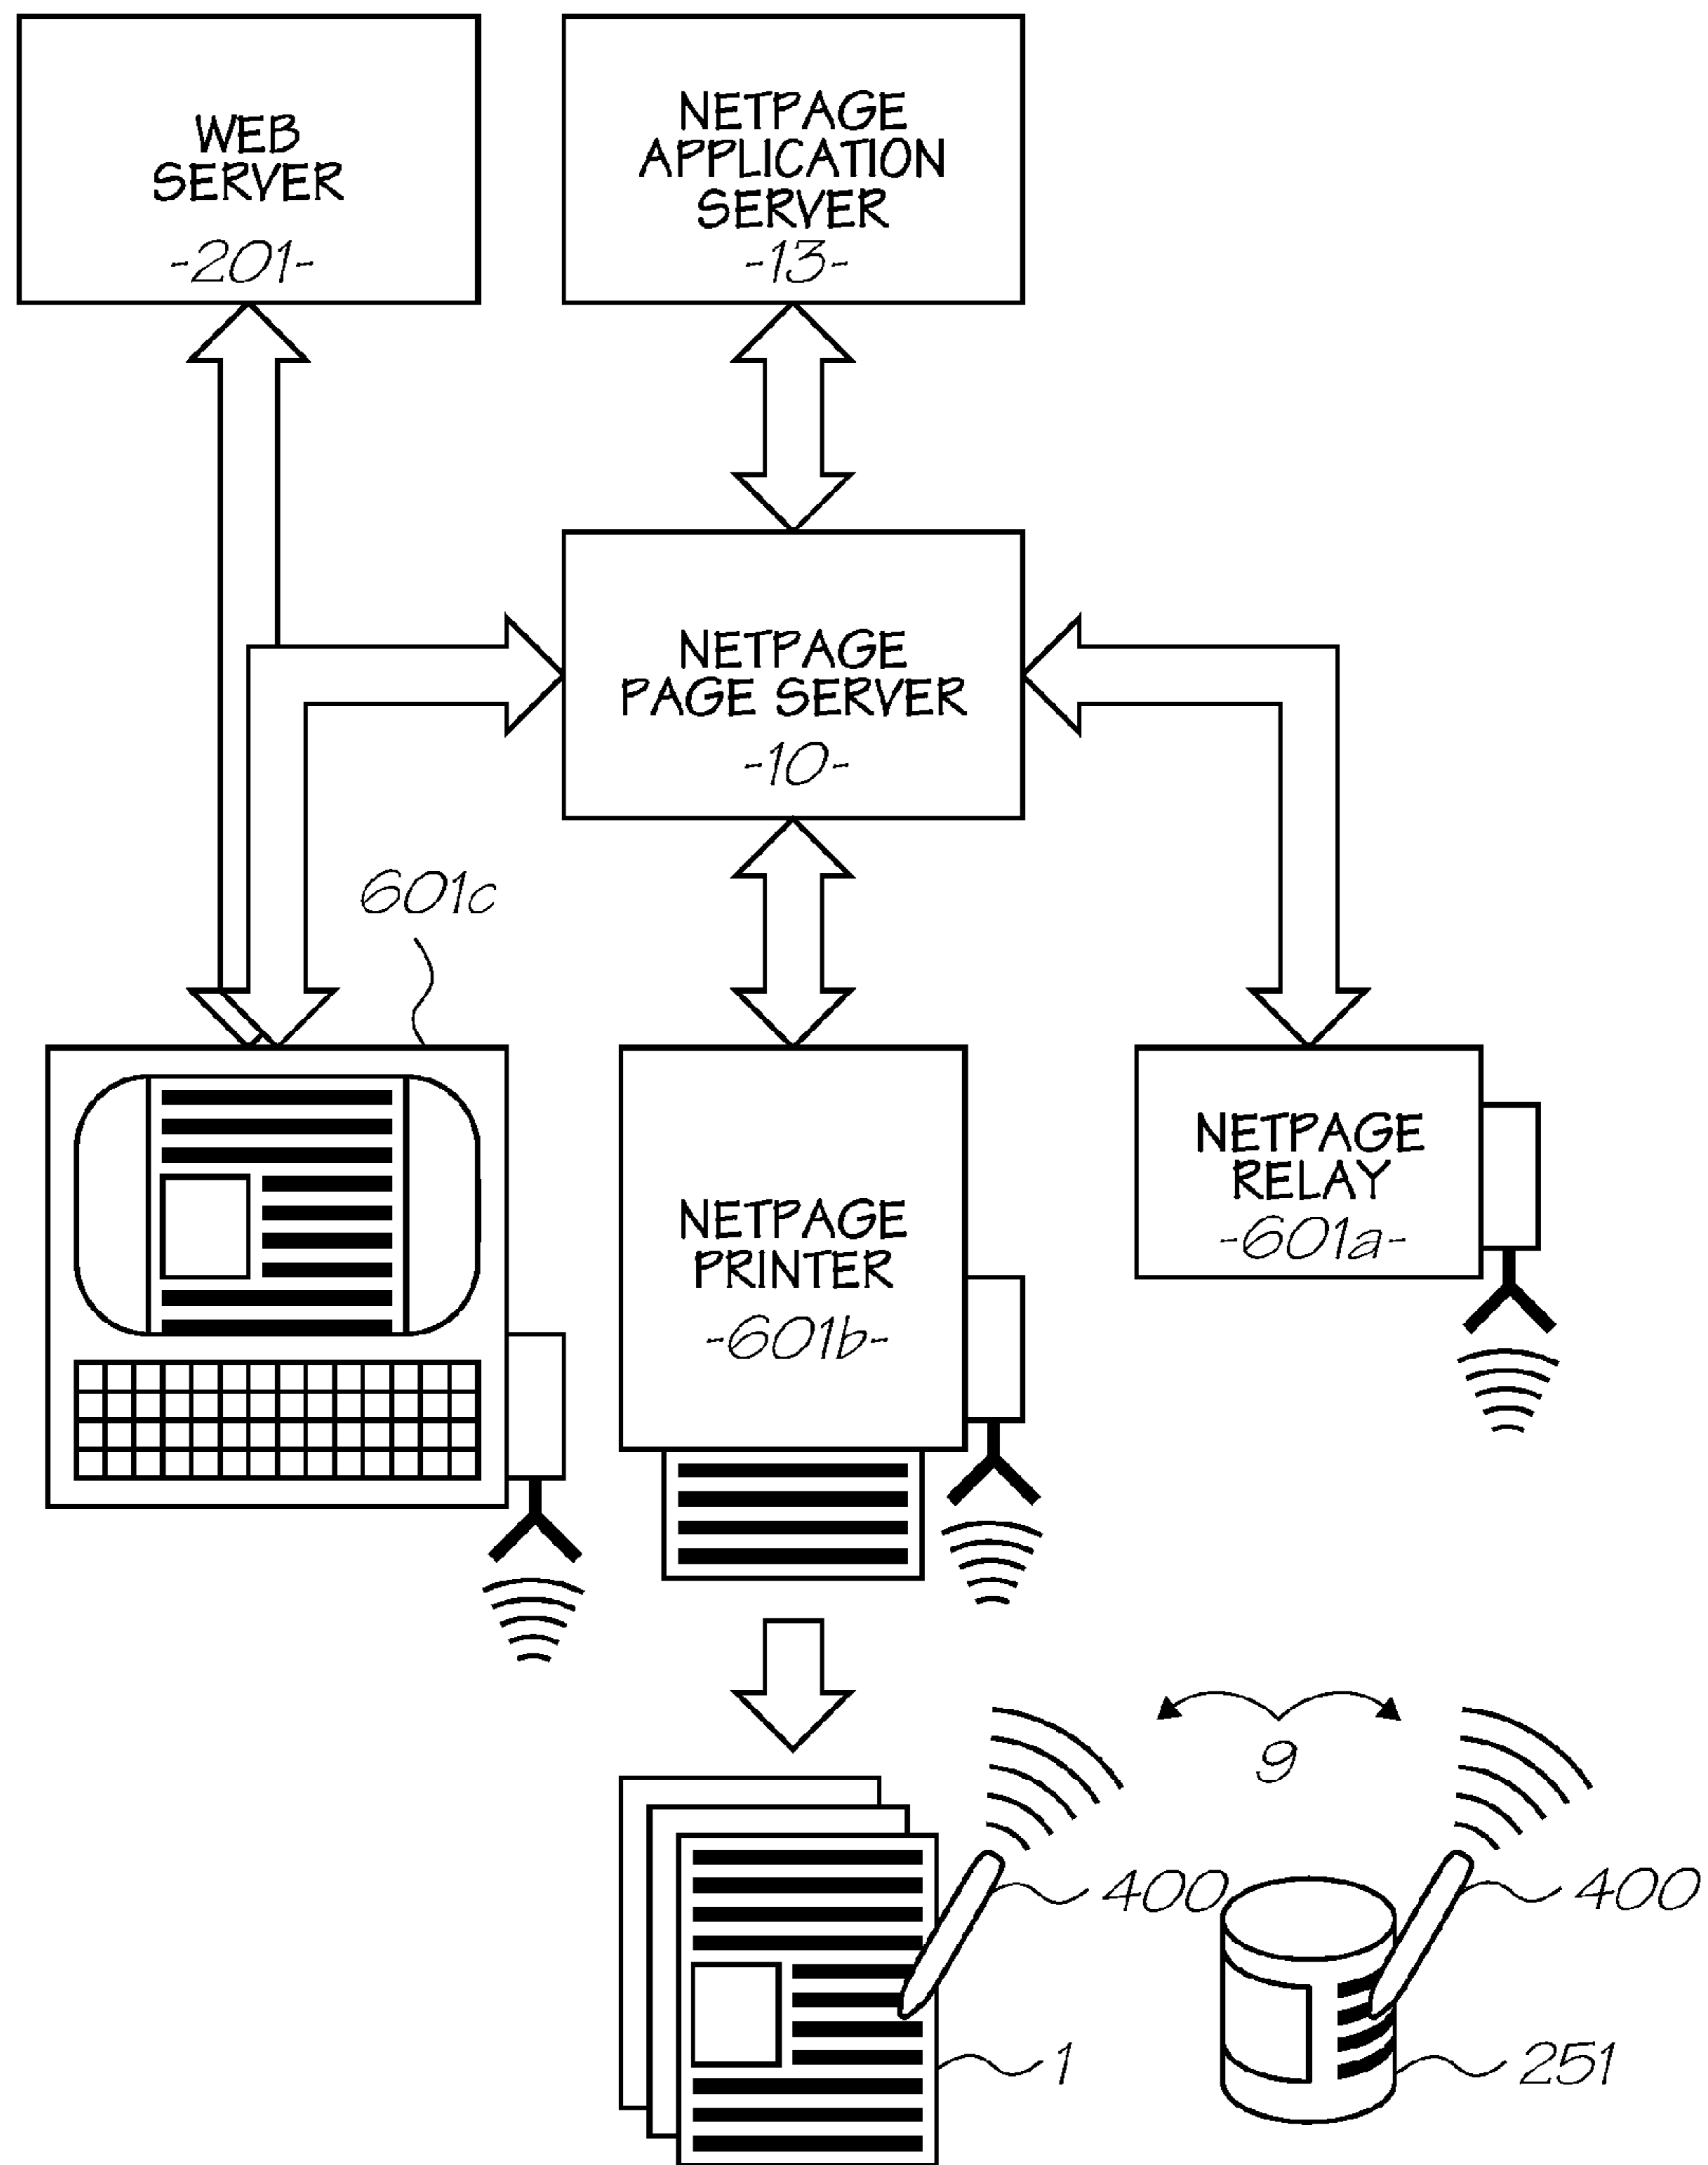 WEB
SERVER
-201-
NETPAGE
APPLICATION
SERVER
-13-
NETPAGE
PAGE SERVER
-10-
601c
NETPAGE
PRINTER
-601b-
NETPAGE
RELAY
-601a-
9
400
400
1
251